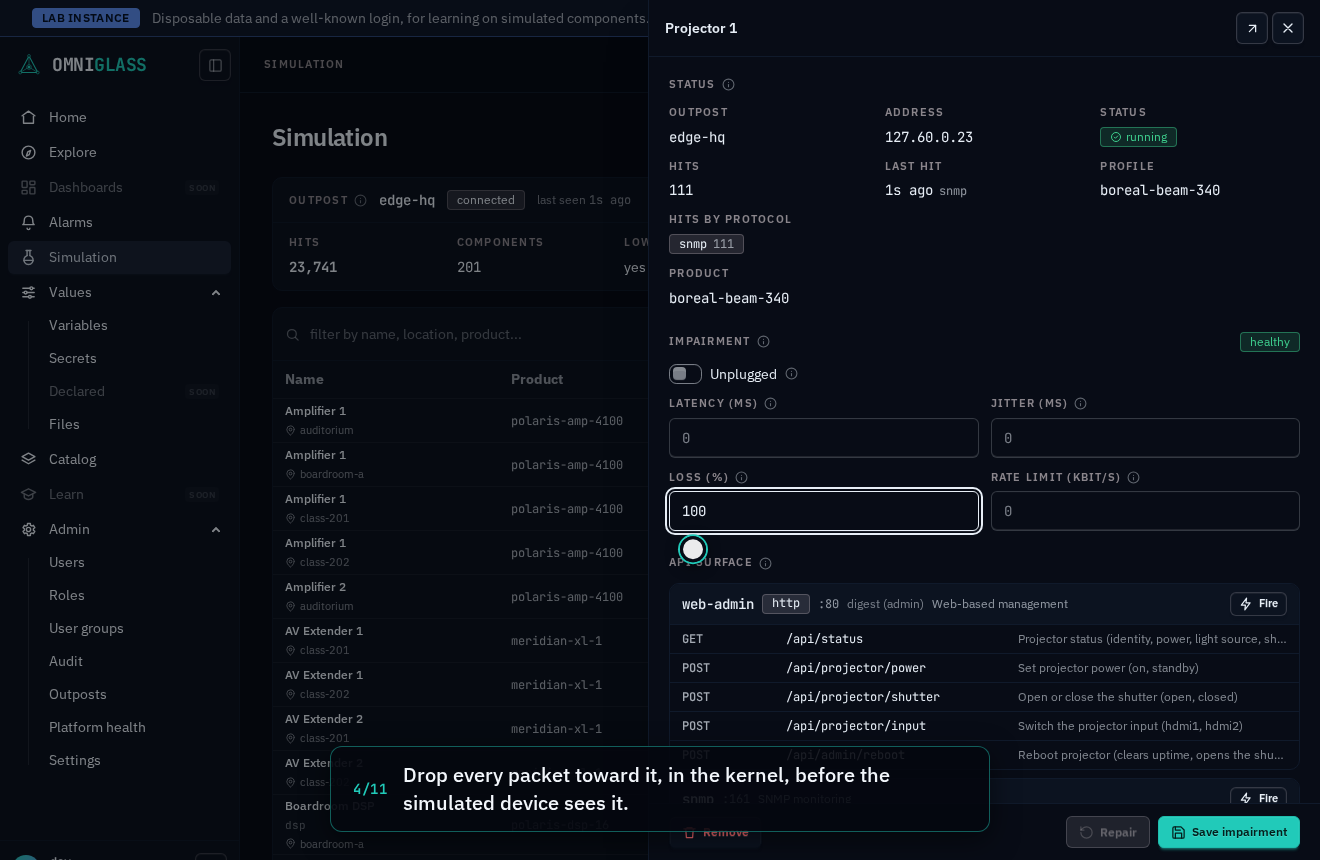 LAB INSTANCE Disposable data and a well-known login, for learning on simulated components.
OMNIGLASS
Home
Explore
Dashboards SOON
Alarms
Simulation
Values
Variables
Secrets
Declared SOON
Files
Catalog
Learn SOON
Admin
Users
Roles
User groups
Audit
Outposts
Platform health
Settings
SIMULATION
Simulation
OUTPOST edge-hq connected last seen 1s ago
HITS COMPONENTS
23,741 201 yes
filter by name, location, product...
Name Product
Amplifier 1
auditorium
polaris-amp-4100
Amplifier 1
boardroom-a
polaris-amp-4100
Amplifier 1
class-201
polaris-amp-4100
Amplifier 1
class-202
polaris-amp-4100
Amplifier 2
auditorium
polaris-amp-4100
AV Extender 1
class-201
meridian-xl-1
AV Extender 1
class-202
meridian-xl-1
AV Extender 2
class-201
meridian-xl-1
AV Extender 2
Boardroom DSP
dsp
boardroom-a
Projector 1
STATUS
OUTPOST ADDRESS STATUS
edge-hq 127.60.0.23 running
HITS LAST HIT PROFILE
111 1s ago snmp boreal-beam-340
HITS BY PROTOCOL
snmp 111
PRODUCT
boreal-beam-340
IMPAIRMENT healthy
Unplugged
LATENCY (MS) JITTER (MS)
0 0
LOSS (%) RATE LIMIT (KBIT/S)
100 0
API SURFACE
web-admin http :80 digest (admin) Web-based management Fire
GET /api/status Projector status (identity, power, light source, sh...
POST /api/projector/power Set projector power (on, standby)
POST /api/projector/shutter Open or close the shutter (open, closed)
POST /api/projector/input Switch the projector input (hdmi1, hdmi2)
POST /api/admin/reboot Reboot projector (clears uptime, opens the shu...
snmp :161 SNMP monitoring Fire
4/11 Drop every packet toward it, in the kernel, before the
simulated device sees it.
Remove Repair Save impairment